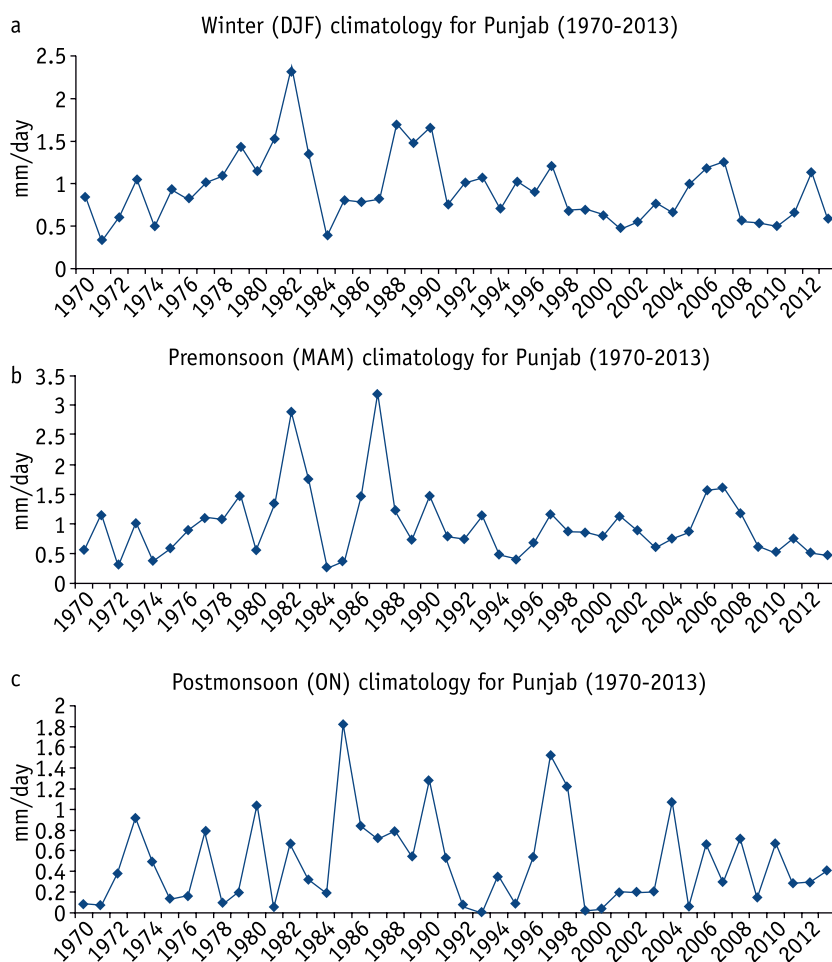 a
Winter (DJF) climatology for Punjab (1970-2013)
mm/day
2.5
2
1.5
1
0.5
0
1970 1972 1974 1976 1978 1980 1982 1984 1986 1988 1990 1992 1994 1996 1998 2000 2002 2004 2006 2008 2010 2012
b
Premonsoon (MAM) climatology for Punjab (1970-2013)
mm/day
3.5
3
2.5
2
1.5
1
0.5
0
1970 1972 1974 1976 1978 1980 1982 1984 1986 1988 1990 1992 1994 1996 1998 2000 2002 2004 2006 2008 2010 2012
c
Postmonsoon (ON) climatology for Punjab (1970-2013)
mm/day
2
1.8
1.6
1.4
1.2
1
0.8
0.6
0.4
0.2
0
1970 1972 1974 1976 1978 1980 1982 1984 1986 1988 1990 1992 1994 1996 1998 2000 2002 2004 2006 2008 2010 2012